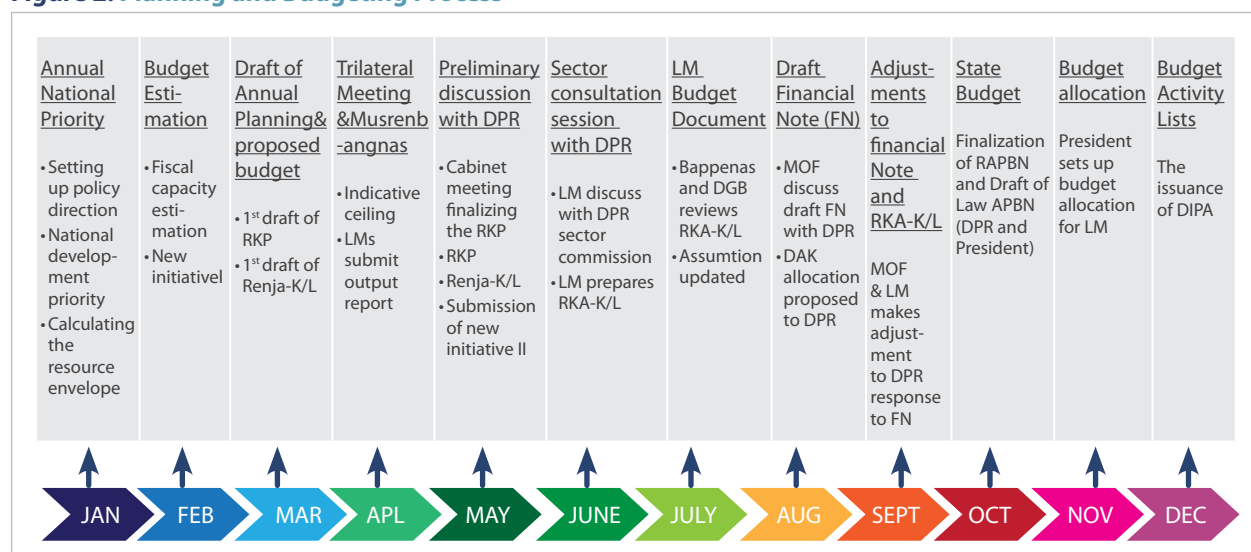 Figure 2. Planning and Budgeting Process
Annual
National
Priority
• Setting
up policy
direction
• National
develop-
ment
priority
• Calculating
the
resource
envelope
Budget
Esti-
mation
• Fiscal
capacity
esti-
mation
• New
initiativel
Draft of
Annual
Planning&
proposed
budget
• 1st draft of
RKP
• 1st draft of
Renja-K/L
Trilateral
Meeting
&Musrenb
-angnas
• Indicative
ceiling
• LMs
submit
output
report
Preliminary
discussion
with DPR
• Cabinet
meeting
finalizing
the RKP
• RKP
• Renja-K/L
• Submission
of new
initiative II
Sector
consultation
session
with DPR
• LM discuss
with DPR
sector
commission
• LM prepares
RKA-K/L
LM
Budget
Document
• Bappenas
and DGB
reviews
RKA-K/L
• Assumtion
updated
Draft
Financial
Note (FN)
• MOF
discuss
draft FN
with DPR
• DAK
allocation
proposed
to DPR
Adjust-
ments
to
financial
Note
and
RKA-K/L
MOF
& LM
makes
adjust-
ment
to DPR
response
to FN
State
Budget
Finalization
of RAPBN
and Draft of
Law APBN
(DPR and
President)
Budget
allocation
President
sets up
budget
allocation
for LM
Budget
Activity
Lists
The
issuance
of DIPA
JAN
FEB
MAR
APL
MAY
JUNE
JULY
AUG
SEPT
OCT
NOV
DEC